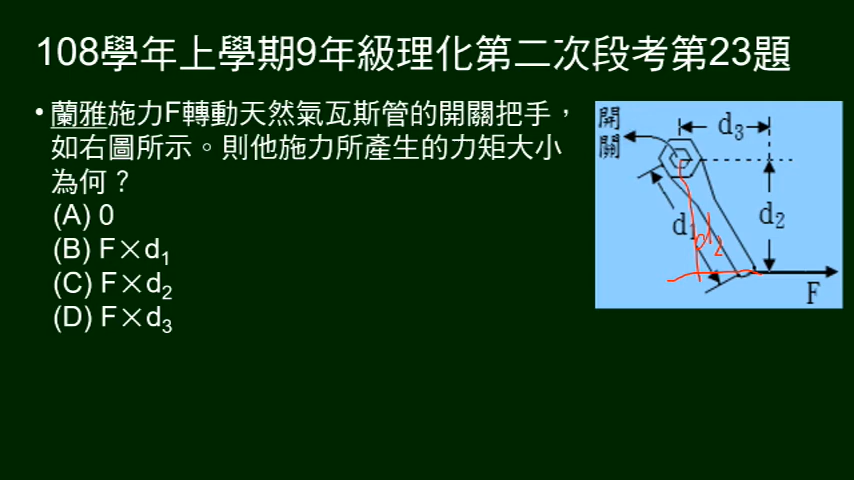 108學年上學期9年級理化第二次段考第23題
• 蘭雅施力F轉動天然氣瓦斯管的開關把手，
如右圖所示。則他施力所產生的力矩大小
為何？
(A) 0
(B) F×d₁
(C) F×d₂
(D) F×d₃
開
關
d₃
d₁
d₂
d₂
F